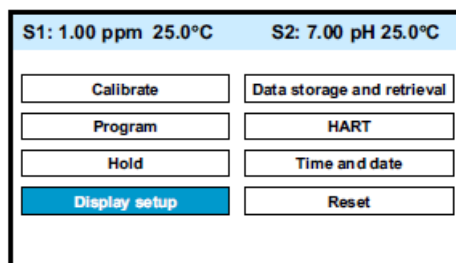 S1: 1.00 ppm 25.0°C S2: 7.00 pH 25.0°C
Calibrate Data storage and retrieval
Program HART
Hold Time and date
Display setup Reset